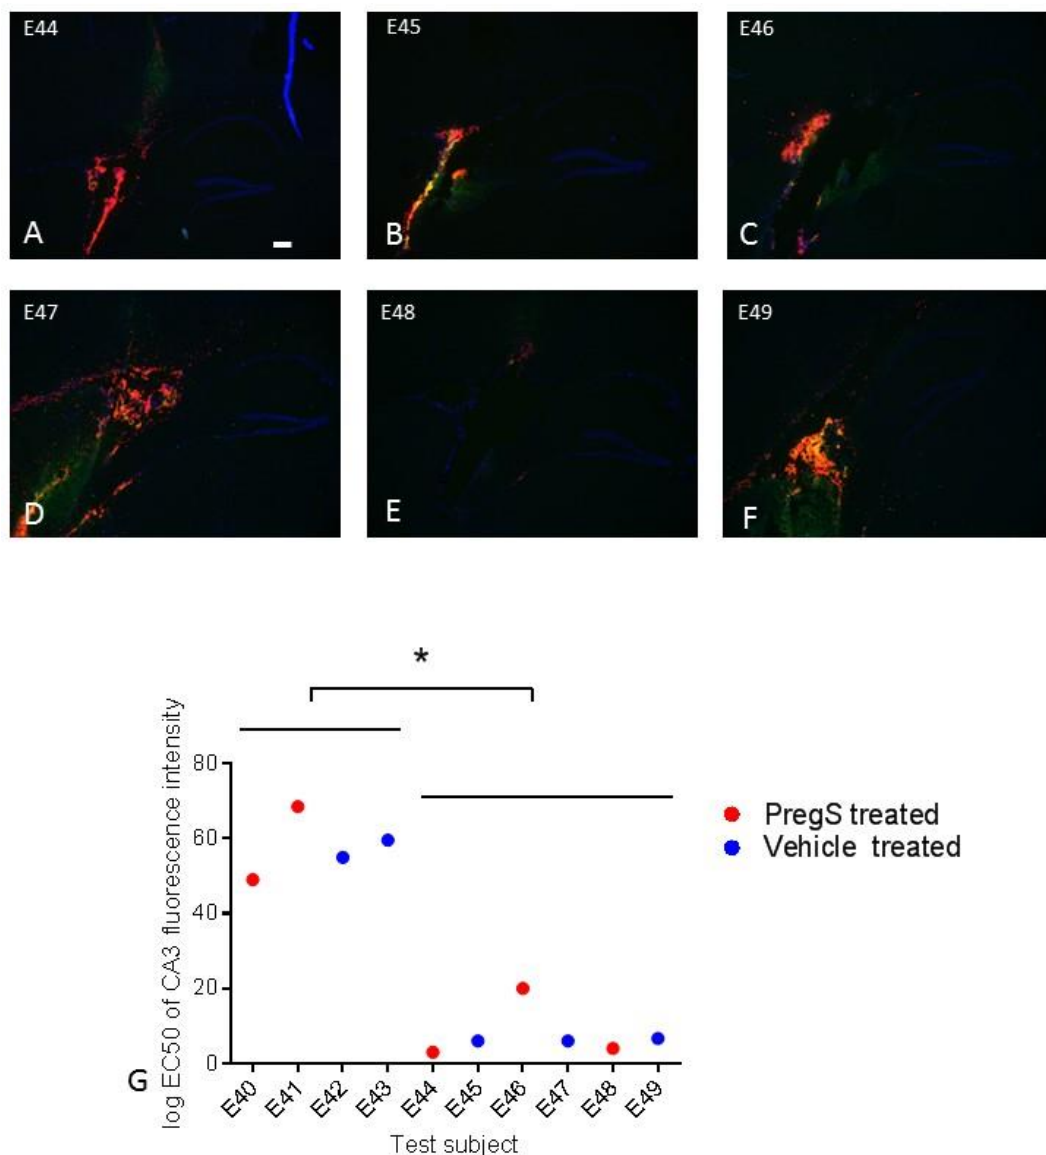 E44
E45
E46
A
B
C
E47
E48
E49
D
E
F
*
log EC50 of CA3 fluorescence intensity
80
60
40
20
0
PregS treated
Vehicle treated
G
E40
E41
E42
E43
E44
E45
E46
E47
E48
E49
Test subject